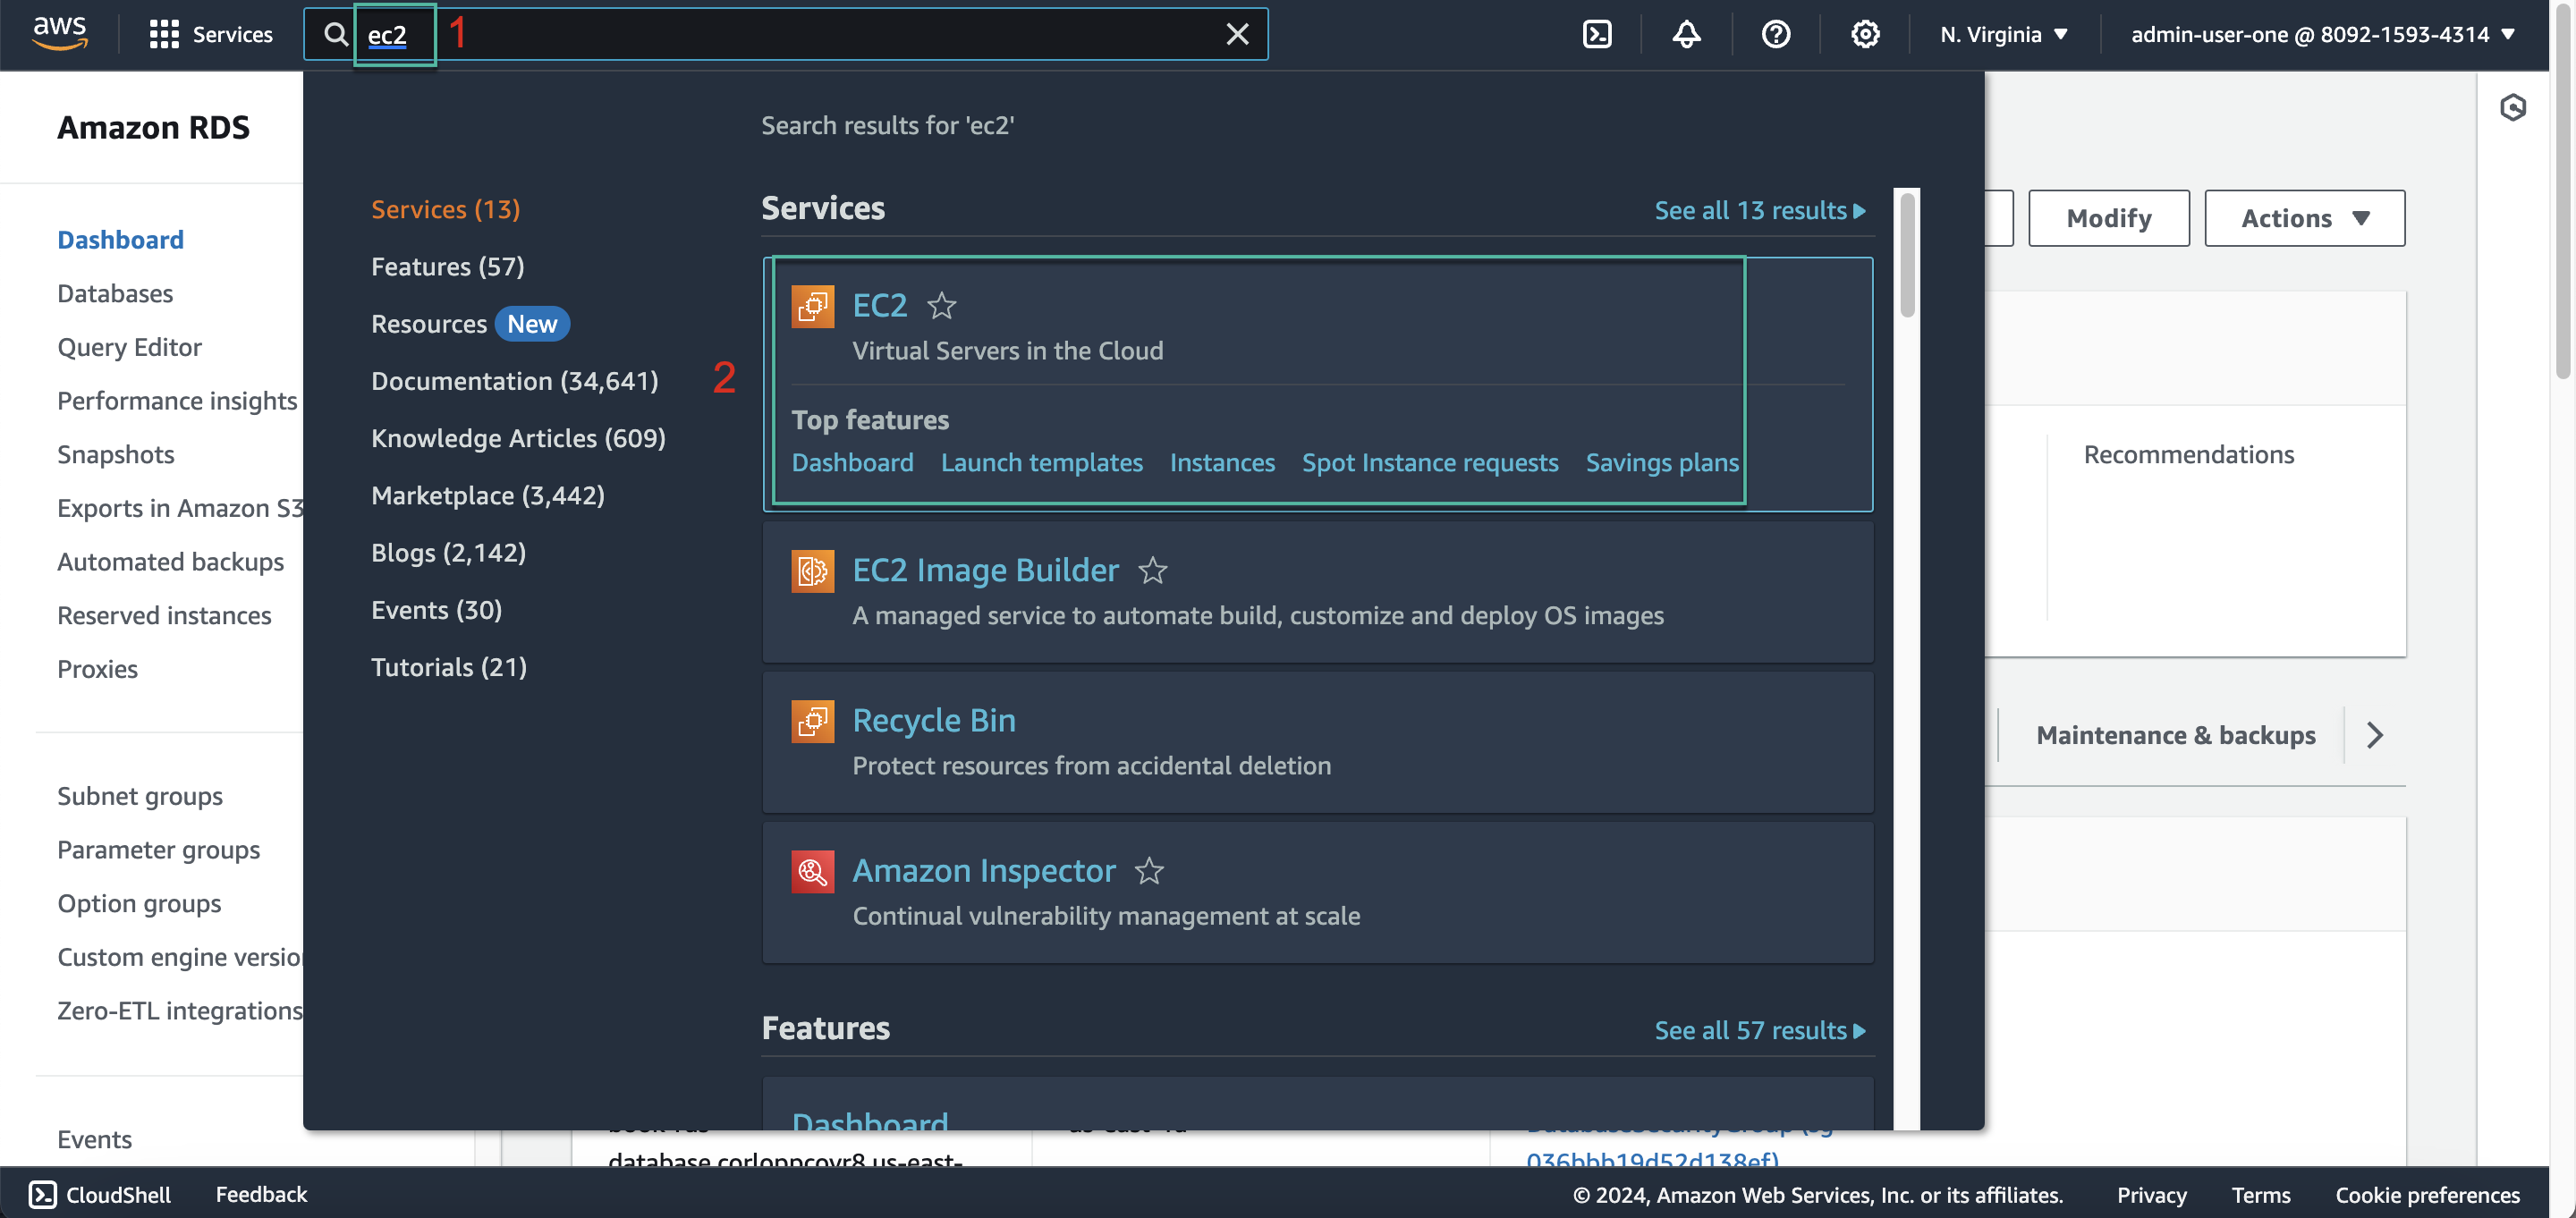 aws
Services
ec2
1
N. Virginia
admin-user-one @ 8092-1593-4314
Amazon RDS
Dashboard
Databases
Query Editor
Performance insights
Snapshots
Exports in Amazon S3
Automated backups
Reserved instances
Proxies
Subnet groups
Parameter groups
Option groups
Custom engine versio
Zero-ETL integrations
Events
Search results for 'ec2'
Services (13)
Features (57)
Resources New
Documentation (34,641)
Knowledge Articles (609)
Marketplace (3,442)
Blogs (2,142)
Events (30)
Tutorials (21)
2
Services
See all 13 results
EC2
Virtual Servers in the Cloud
Top features
Dashboard Launch templates Instances Spot Instance requests Savings plans
EC2 Image Builder
A managed service to automate build, customize and deploy OS images
Recycle Bin
Protect resources from accidental deletion
Amazon Inspector
Continual vulnerability management at scale
Features
See all 57 results
Dashboard
Modify
Actions
Recommendations
Maintenance & backups
036bbb19d52d138ef)
CloudShell
Feedback
© 2024, Amazon Web Services, Inc. or its affiliates.
Privacy
Terms
Cookie preferences